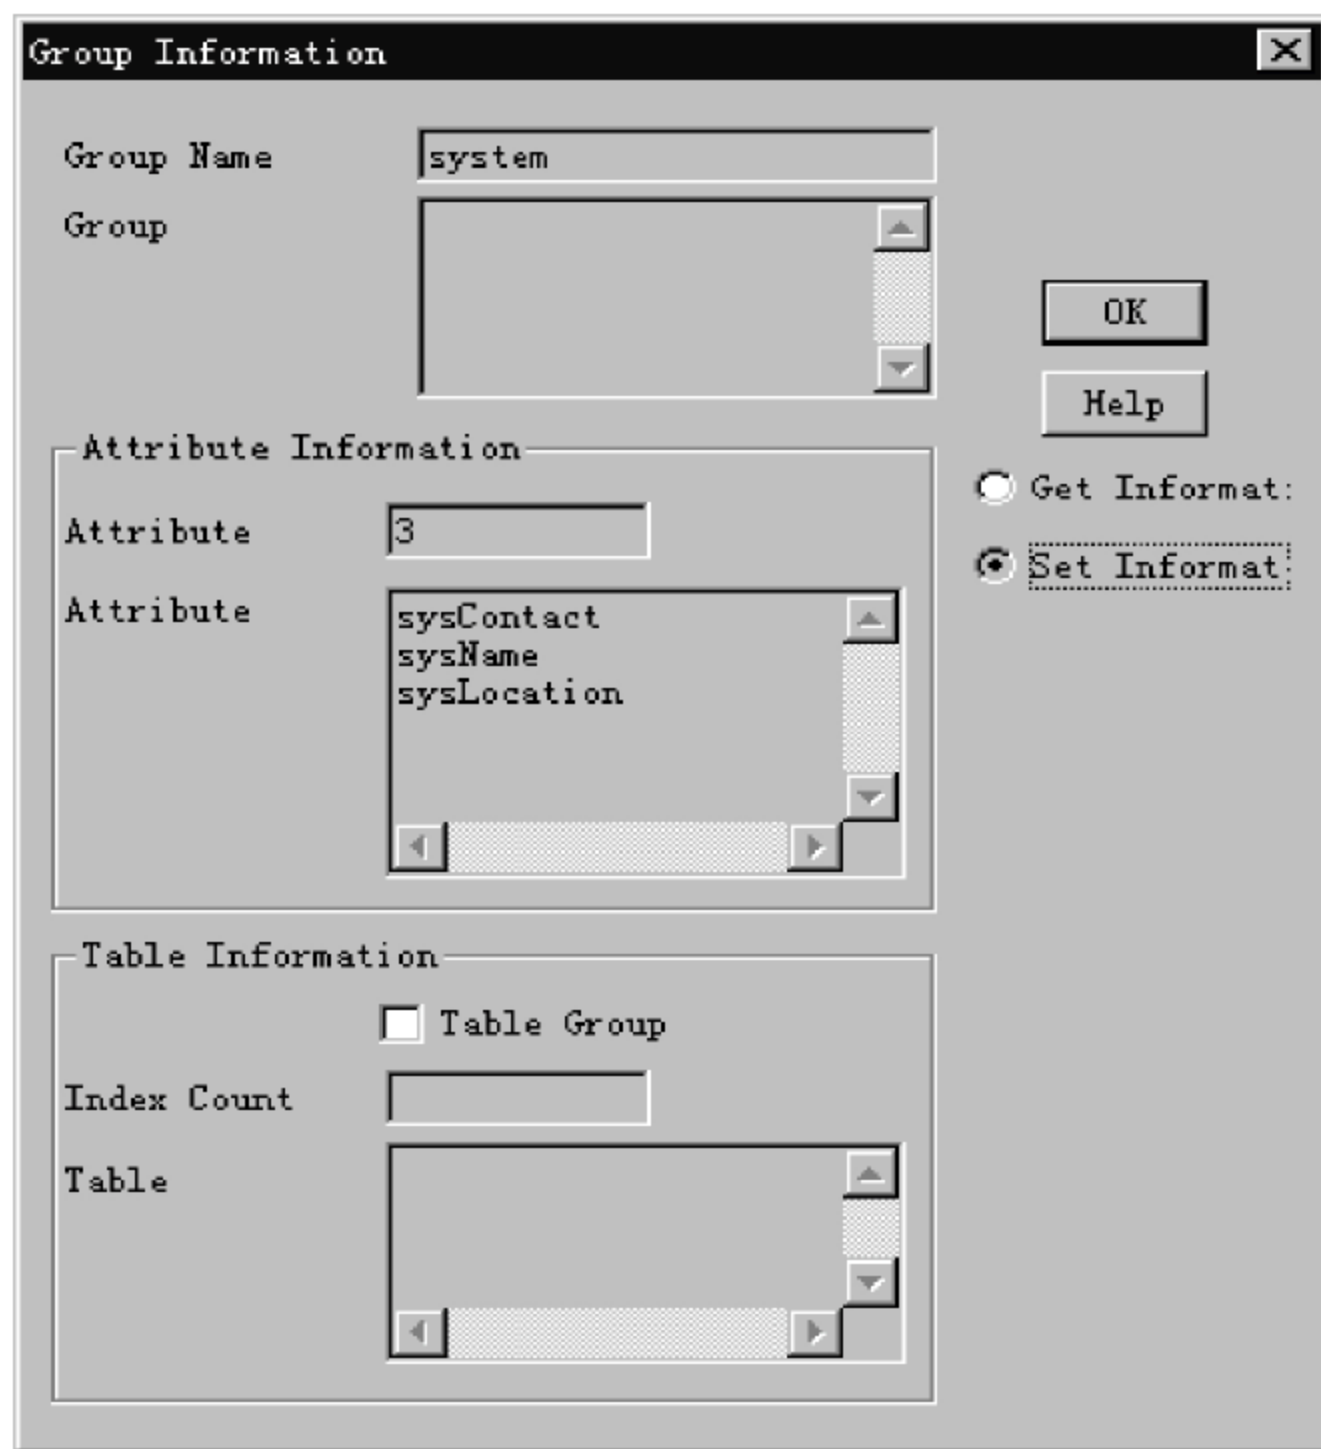 Group Information
Group Name
system
Group
OK
Help
Attribute Information
Get Informat:
Attribute
3
Set Informat
Attribute
sysContact
sysName
sysLocation
Table Information
Table Group
Index Count
Table